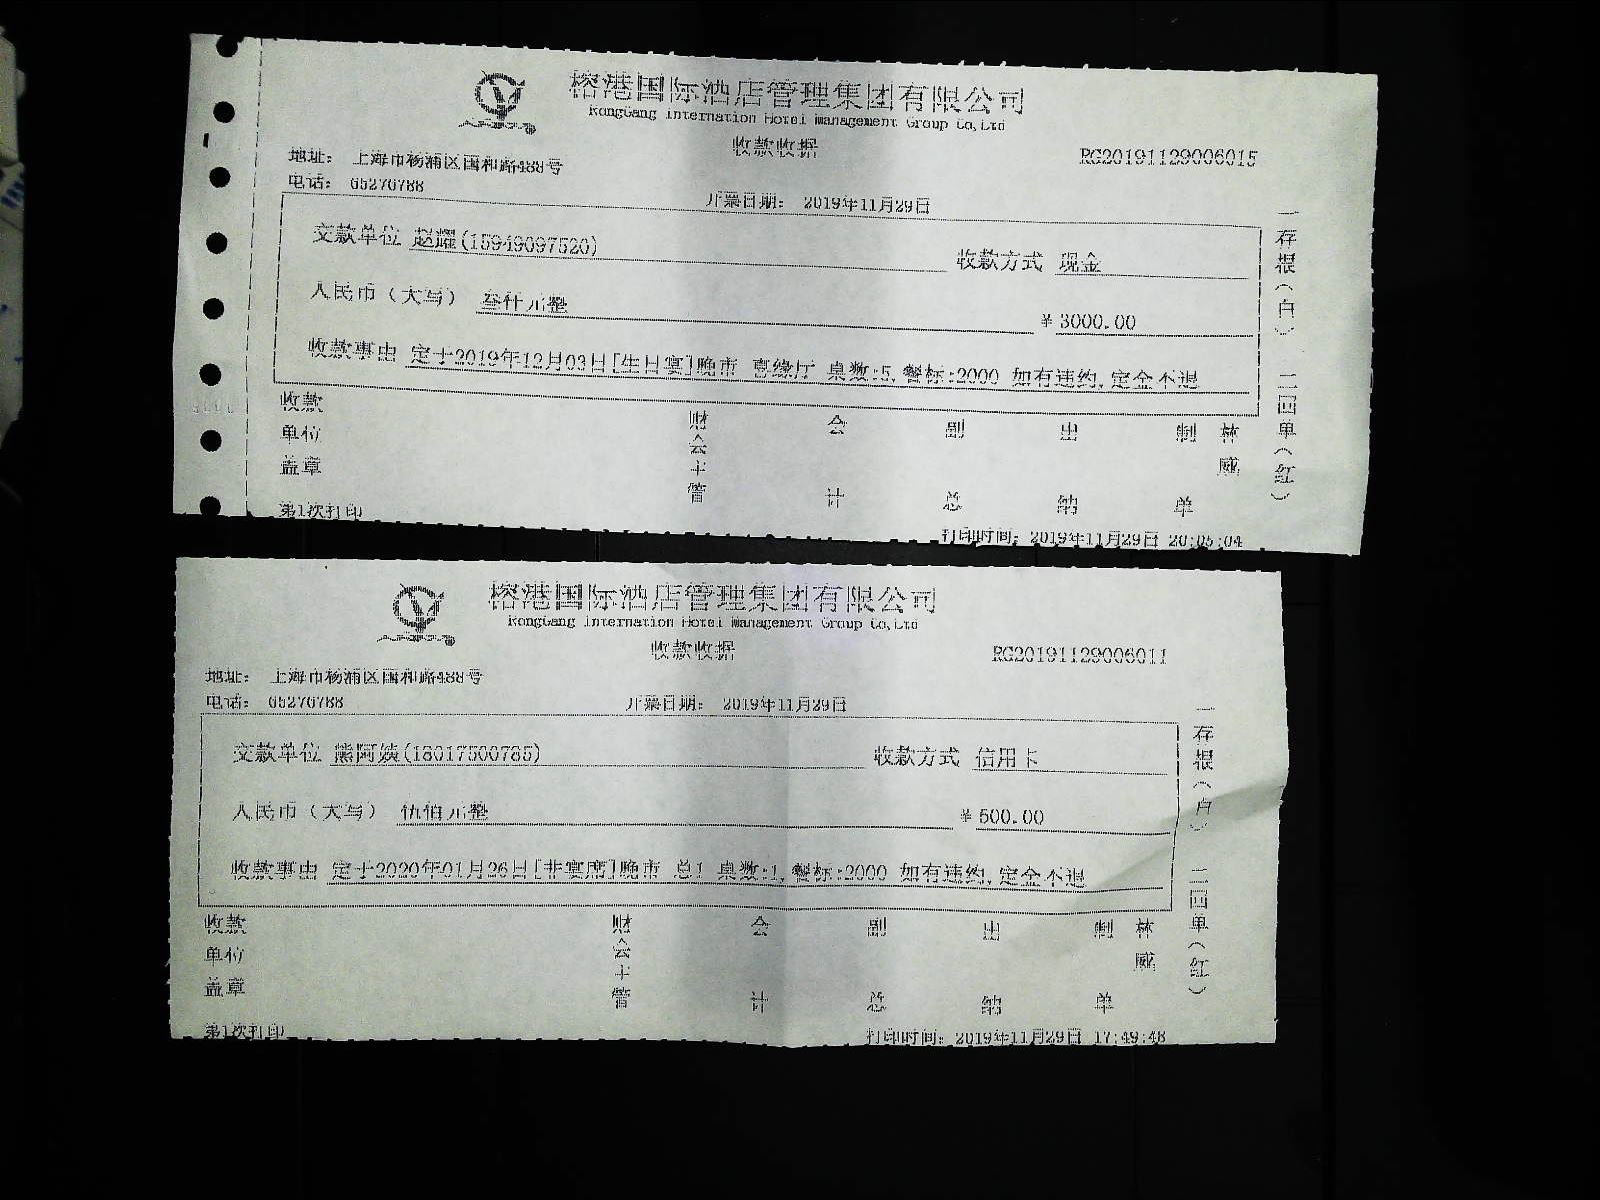 榕港国际酒店管理集团有限公司
RongGang Internation Hotel Management Group Co,Ltd
收款收据
RG20191129006015
地址： 上海市杨浦区国和路488号
电话： 65276788
开票日期： 2019年11月29日
交款单位 赵耀(15949097520)
收款方式 现金
人民币（大写） 叁仟元整
¥ 3000.00
收款事由 定于2019年12月03日[生日宴]晚市 喜缘厅 桌数:5,餐标:2000 如有违约,定金不退
收款单位盖章
财会主管
会计
副总
出纳
制单
林威
一存根（白） 二回单（红）
第1次打印
打印时间： 2019年11月29日 20:05:04
榕港国际酒店管理集团有限公司
RongGang Internation Hotel Management Group Co,Ltd
收款收据
RG20191129006011
地址： 上海市杨浦区国和路488号
电话： 65276788
开票日期： 2019年11月29日
交款单位 熊阿姨(18017500785)
收款方式 信用卡
人民币（大写） 伍佰元整
¥ 500.00
收款事由 定于2020年01月26日[非宴席]晚市 总1 桌数:1,餐标:2000 如有违约,定金不退
收款单位盖章
财会主管
会计
副总
出纳
制单
林威
一存根（白） 二回单（红）
第1次打印
打印时间： 2019年11月29日 17:49:48